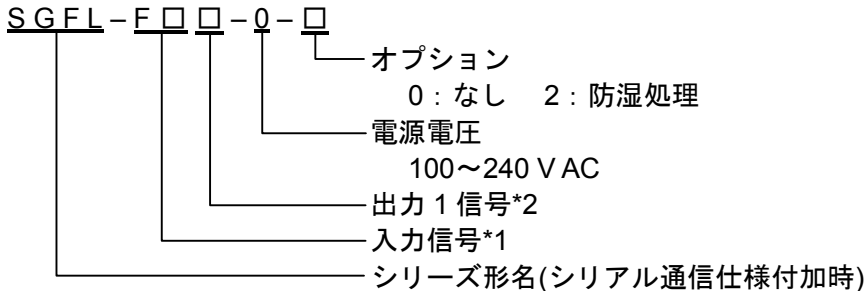 SGFL–F□□–0–□
オプション
0：なし　2：防湿処理
電源電圧
100～240 V AC
出力 1 信号*2
入力信号*1
シリーズ形名(シリアル通信仕様付加時)